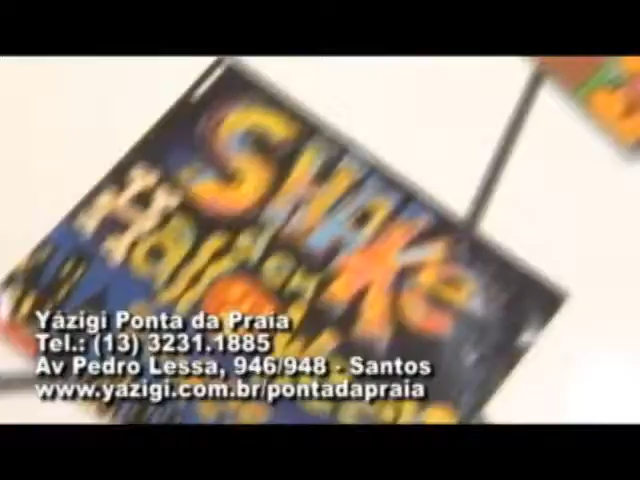 SHAKE
Hallo
Yázigi Ponta da Praia
Tel.: (13) 3231.1885
Av Pedro Lessa, 946/948 - Santos
www.yazigi.com.br/pontadapraia